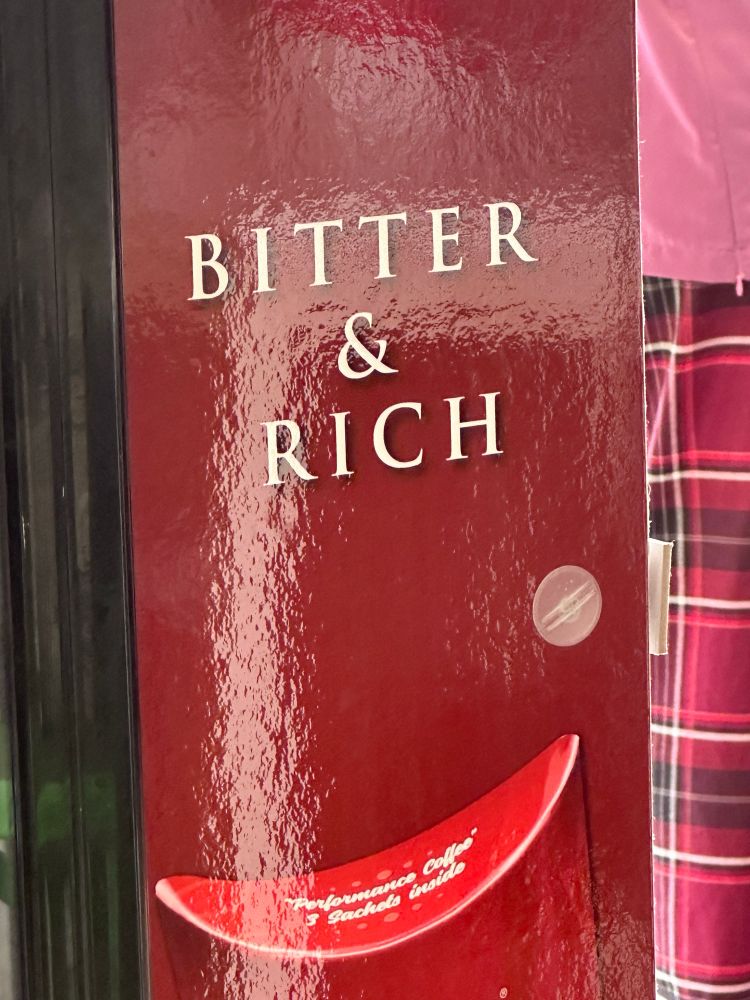 BITTER
&
RICH
"Performance Coffee"
3 Sachets inside
®